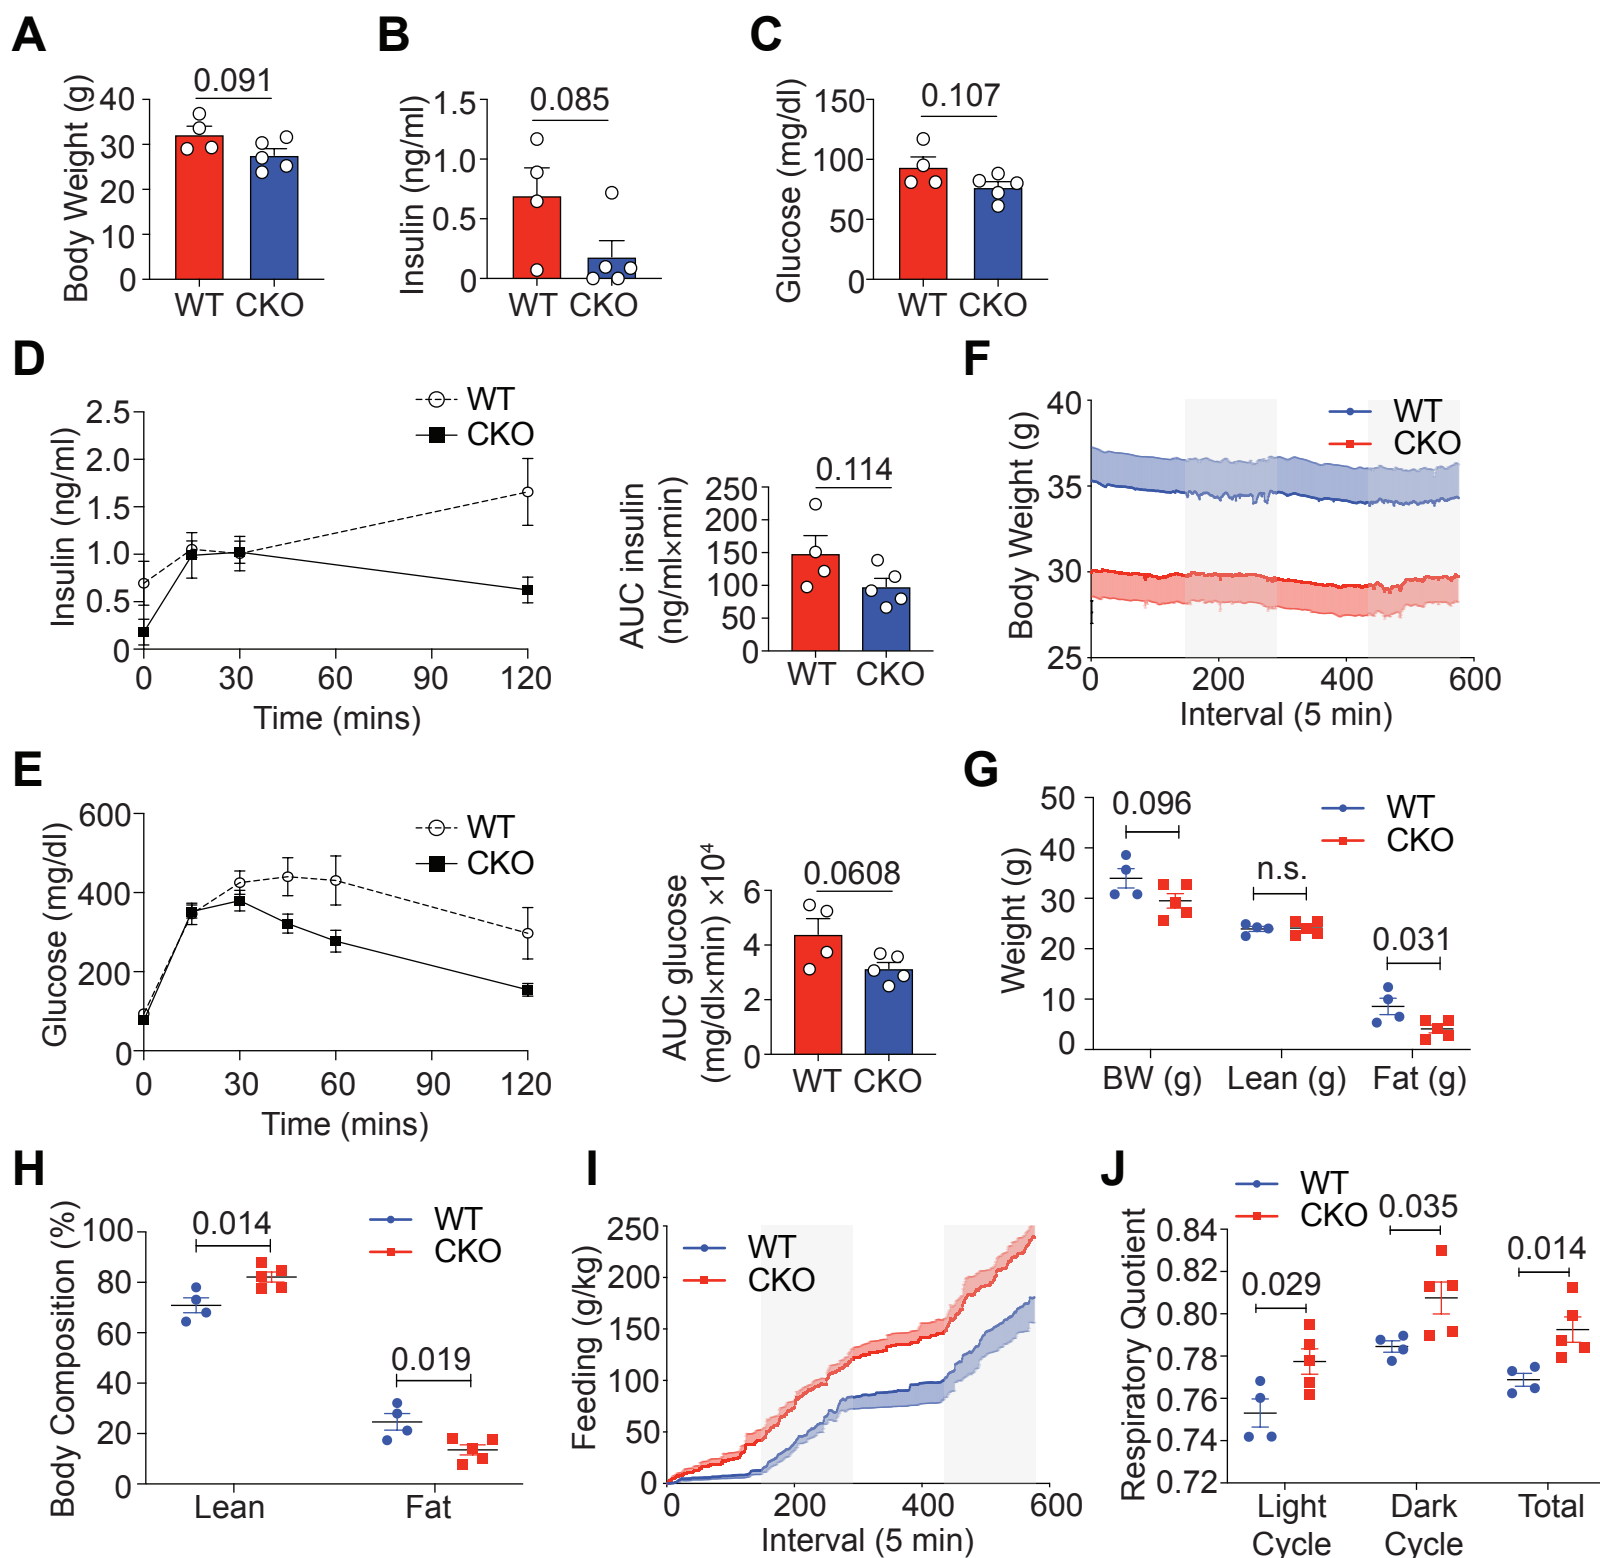 A
Body Weight (g)
40
30
20
10
0
0.091
WT CKO
B
Insulin (ng/ml)
1.5
1.0
0.5
0
0.085
WT CKO
C
Glucose (mg/dl)
150
100
50
0
0.107
WT CKO
D
Insulin (ng/ml)
2.5
2.0
1.5
1.0
0.5
0
WT
CKO
0 30 60 90 120
Time (mins)
AUC insulin
(ng/ml×min)
250
200
150
100
50
0
0.114
WT CKO
F
Body Weight (g)
40
35
30
25
WT
CKO
0 200 400 600
Interval (5 min)
E
Glucose (mg/dl)
600
400
200
0
WT
CKO
0 30 60 90 120
Time (mins)
AUC glucose
(mg/dl×min) ×10⁴
6
4
2
0
0.0608
WT CKO
G
Weight (g)
50
40
30
20
10
0
WT
CKO
0.096
n.s.
0.031
BW (g) Lean (g) Fat (g)
H
Body Composition (%)
100
80
60
40
20
0
WT
CKO
0.014
0.019
Lean Fat
I
Feeding (g/kg)
250
200
150
100
50
0
WT
CKO
0 200 400 600
Interval (5 min)
J
Respiratory Quotient
0.84
0.82
0.80
0.78
0.76
0.74
0.72
WT
CKO
0.029
0.035
0.014
Light Dark Total
Cycle Cycle